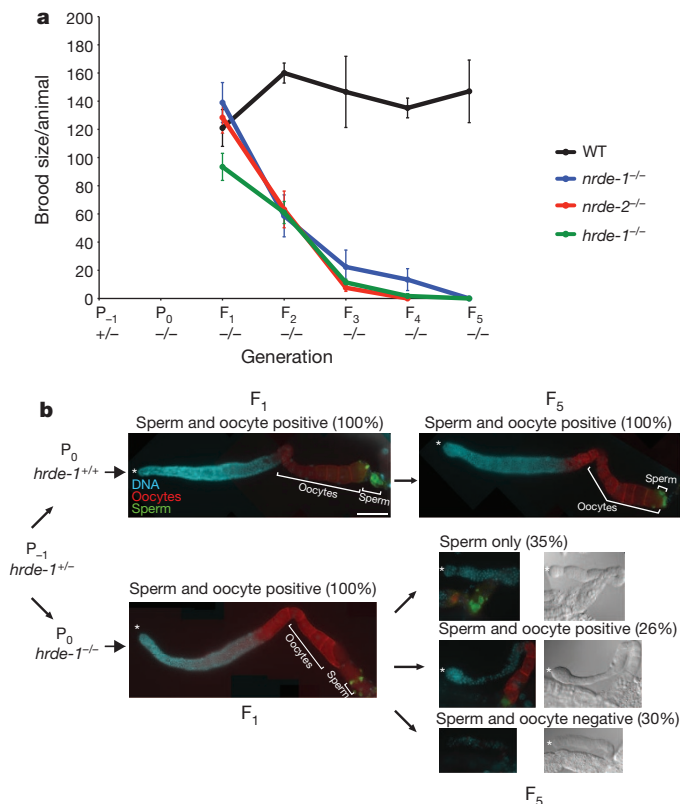 a
Brood size/animal
200
180
160
140
120
100
80
60
40
20
0
P–1 P0 F1 F2 F3 F4 F5
+/– –/– –/– –/– –/– –/– –/–
Generation
WT
nrde-1–/–
nrde-2–/–
hrde-1–/–
b
F1
F5
Sperm and oocyte positive (100%)
Sperm and oocyte positive (100%)
P0
hrde-1+/+
*
DNA
Oocytes
Sperm
Oocytes
Sperm
*
Sperm
Oocytes
P–1
hrde-1+/–
Sperm only (35%)
*
*
Sperm and oocyte positive (100%)
P0
hrde-1–/–
*
Oocytes
Sperm
F1
Sperm and oocyte positive (26%)
*
*
Sperm and oocyte negative (30%)
*
F5